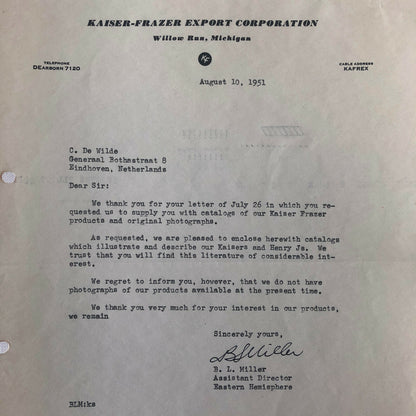 KAISER-FRAZER EXPORT CORPORATION
Willow Run, Michigan
TELEPHONE
DEARBORN 7120
KF
CABLE ADDRESS
KAFREX
August 10, 1951
C. De Wilde
Generaal Bothastraat 8
Eindhoven, Netherlands
Dear Sir:
We thank you for your letter of July 26 in which you re-
quested us to supply you with catalogs of our Kaiser Frazer
products and original photographs.
As requested, we are pleased to enclose herewith catalogs
which illustrate and describe our Kaisers and Henry Js. We
trust that you will find this literature of considerable int-
erest.
We regret to inform you, however, that we do not have
photographs of our products available at the present time.
We thank you very much for your interest in our products,
we remain
Sincerely yours,
B L Miller
B. L. Miller
Assistant Director
Eastern Hemisphere
BLM:ks